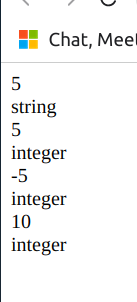 Chat, Meet
5
string
5
integer
-5
integer
10
integer